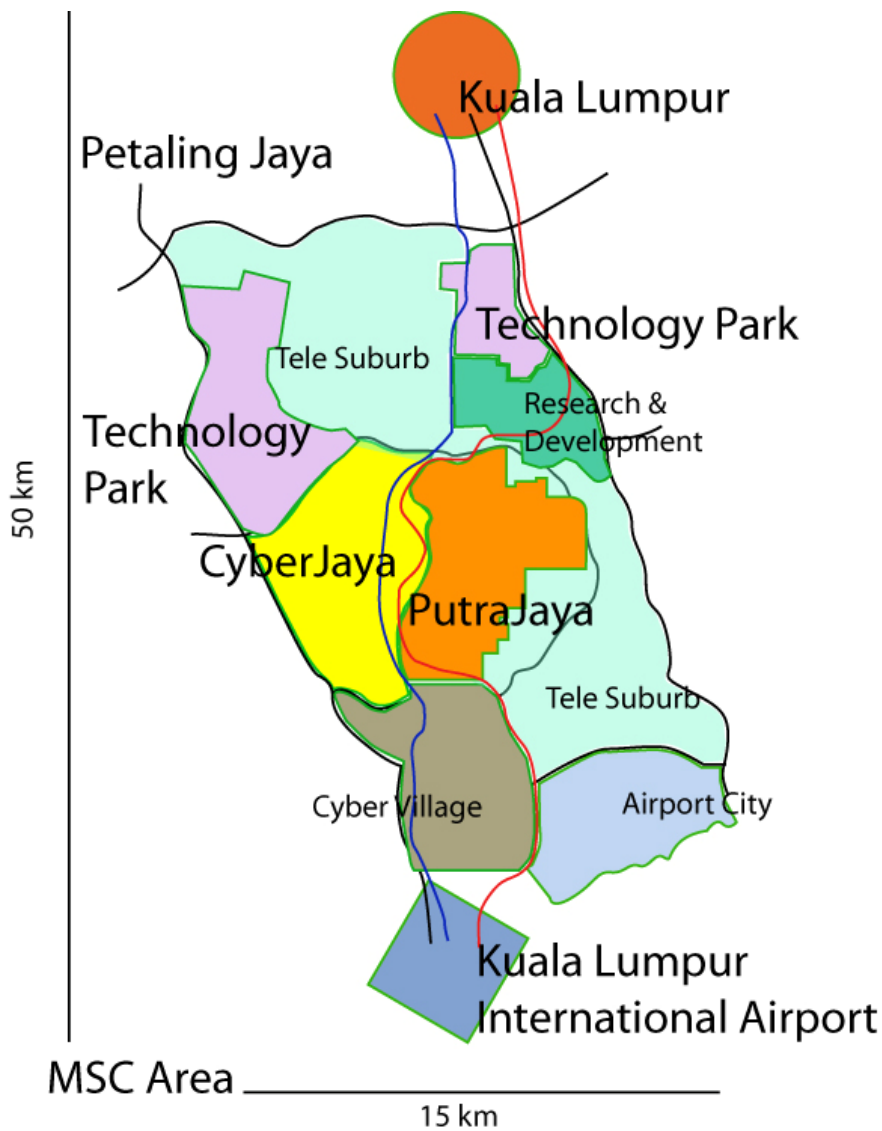 Kuala Lumpur
Petaling Jaya
Technology Park
Tele Suburb
Research &
Development
Technology
Park
50 km
CyberJaya
PutraJaya
Tele Suburb
Cyber Village
Airport City
Kuala Lumpur
International Airport
MSC Area
15 km